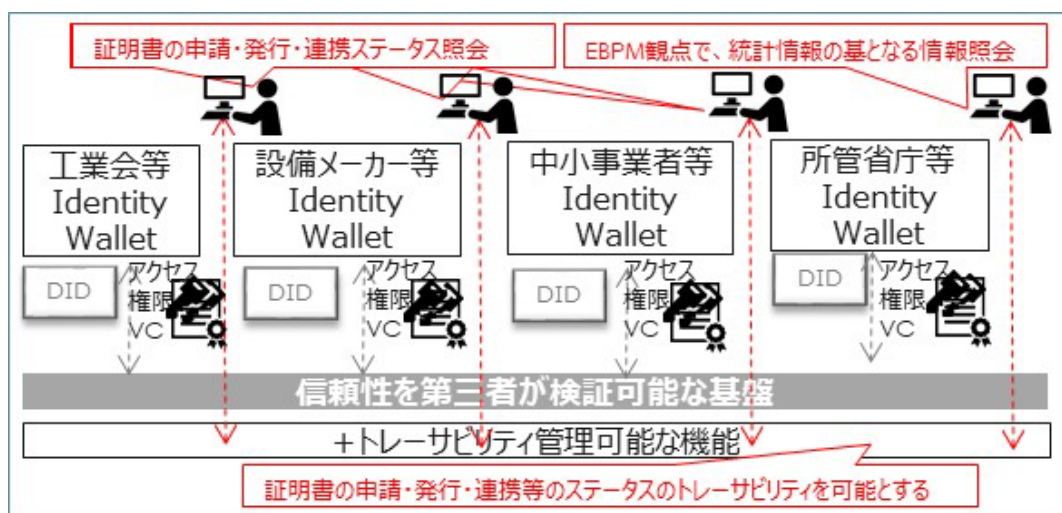 証明書の申請・発行・連携ステータス照会
EBPM観点で、統計情報の基となる情報照会
工業会等
Identity
Wallet
設備メーカー等
Identity
Wallet
中小事業者等
Identity
Wallet
所管省庁等
Identity
Wallet
DID
アクセス
権限
VC
DID
アクセス
権限
VC
DID
アクセス
権限
VC
DID
アクセス
権限
VC
信頼性を第三者が検証可能な基盤
+トレーサビリティ管理可能な機能
証明書の申請・発行・連携等のステータスのトレーサビリティを可能とする